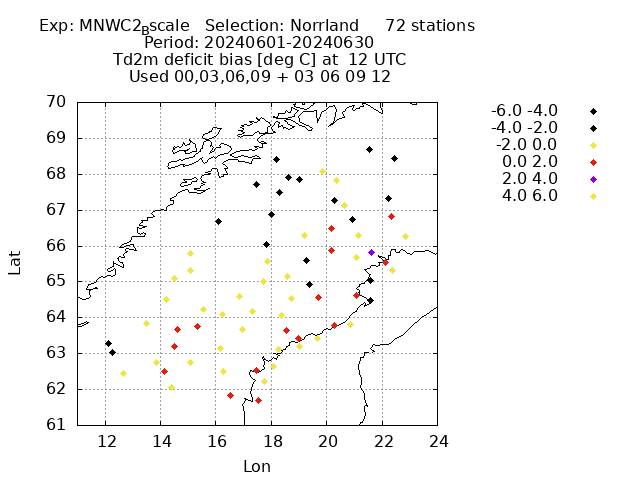 Exp: MNWC2_Bscale   Selection: Norrland     72 stations
Period: 20240601-20240630
Td2m deficit bias [deg C] at  12 UTC
Used 00,03,06,09 + 03 06 09 12
-6.0 -4.0
-4.0 -2.0
-2.0 0.0
0.0 2.0
2.0 4.0
4.0 6.0
70
69
68
67
66
65
64
63
62
61
Lat
12 14 16 18 20 22 24
Lon